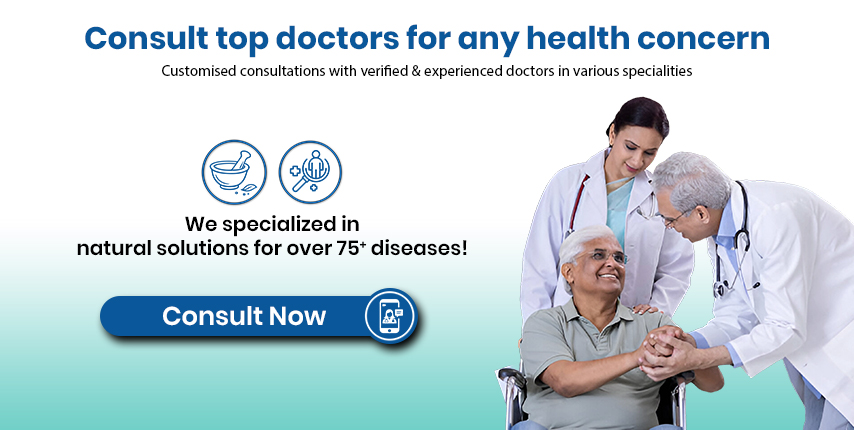 Consult top doctors for any health concern
Customised consultations with verified & experienced doctors in various specialities
We specialized in
natural solutions for over 75+ diseases!
Consult Now